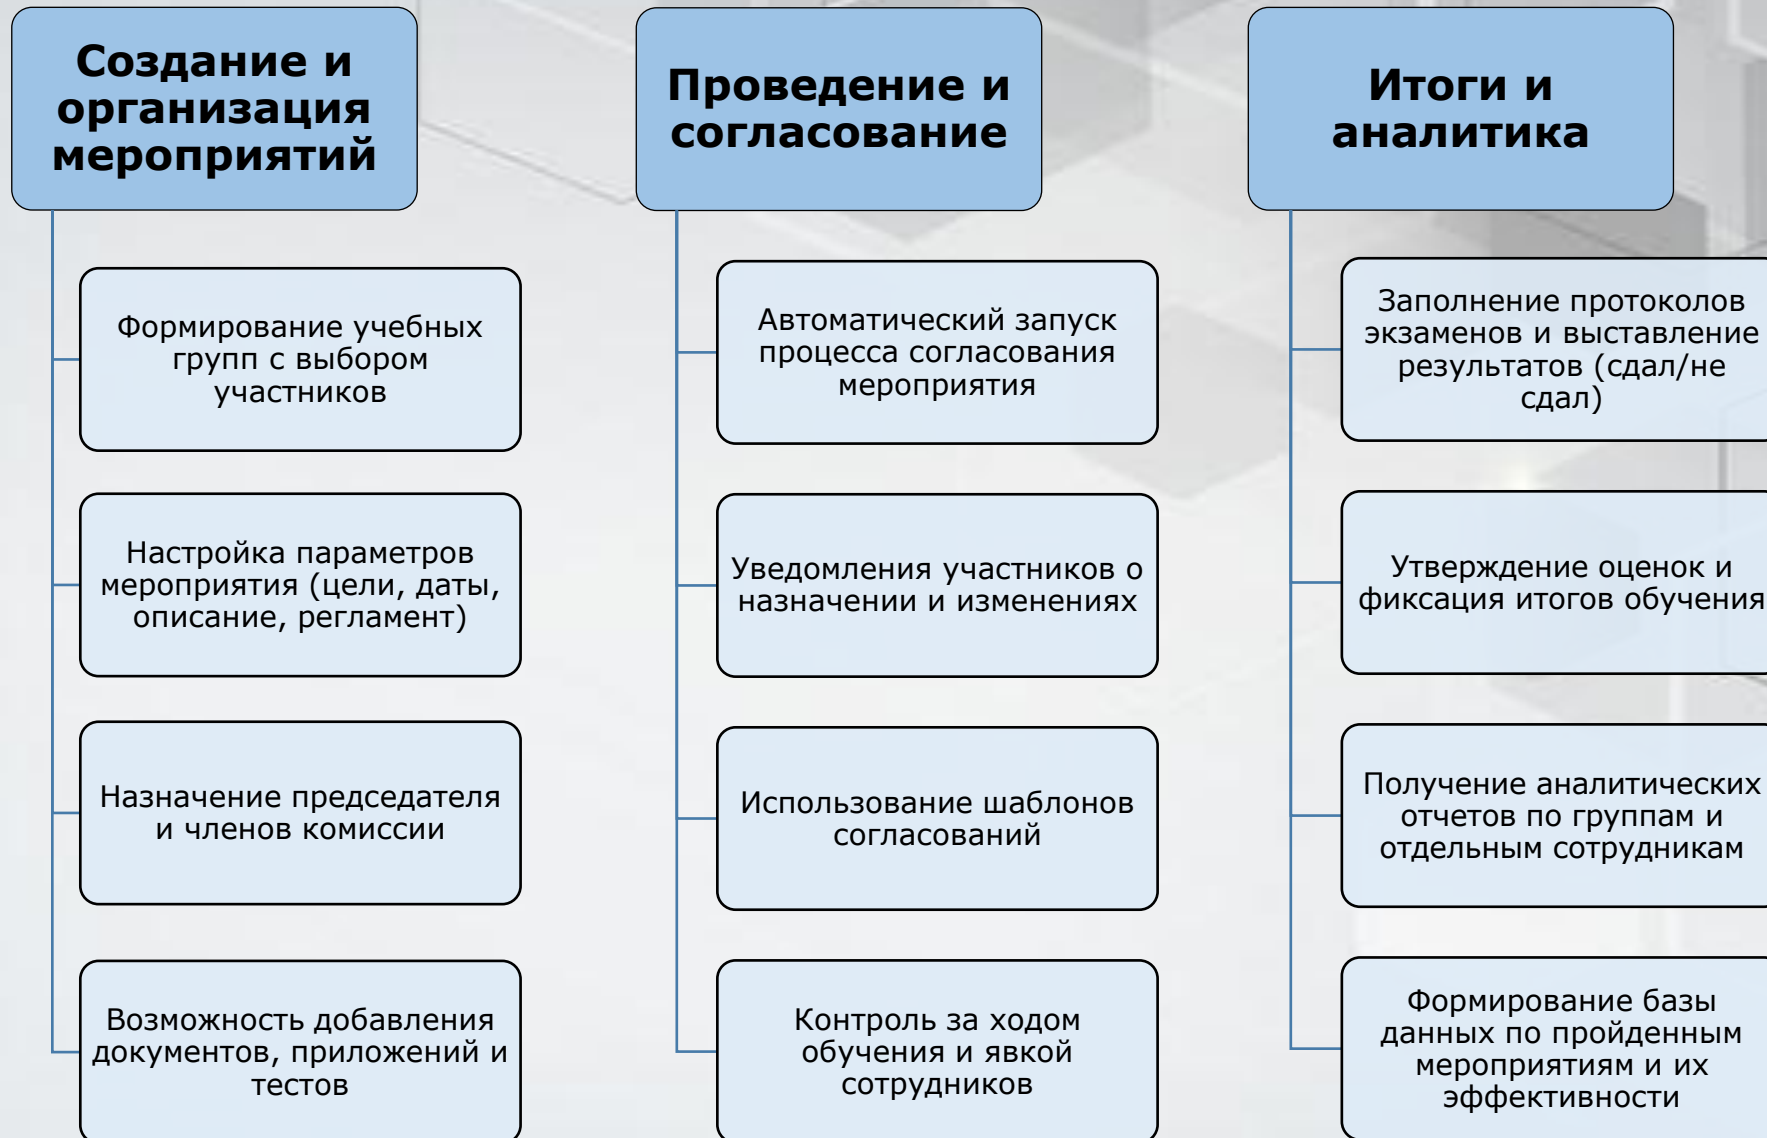 Создание и
организация
мероприятий
Формирование учебных
групп с выбором
участников
Настройка параметров
мероприятия (цели, даты,
описание, регламент)
Назначение председателя
и членов комиссии
Возможность добавления
документов, приложений и
тестов
Проведение и
согласование
Автоматический запуск
процесса согласования
мероприятия
Уведомления участников о
назначении и изменениях
Использование шаблонов
согласований
Контроль за ходом
обучения и явкой
сотрудников
Итоги и
аналитика
Заполнение протоколов
экзаменов и выставление
результатов (сдал/не
сдал)
Утверждение оценок и
фиксация итогов обучения
Получение аналитических
отчетов по группам и
отдельным сотрудникам
Формирование базы
данных по пройденным
мероприятиям и их
эффективности